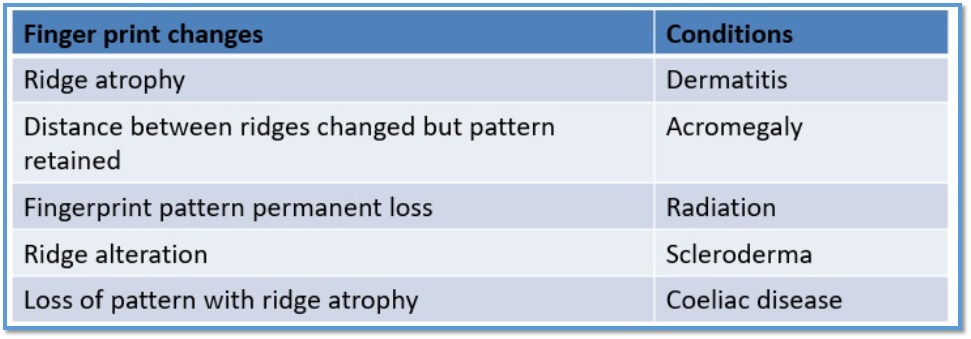 Finger print changes Conditions
Ridge atrophy Dermatitis
Distance between ridges changed but pattern Acromegaly
retained
Fingerprint pattern permanent loss Radiation
Ridge alteration Scleroderma
Loss of pattern with ridge atrophy Coeliac disease